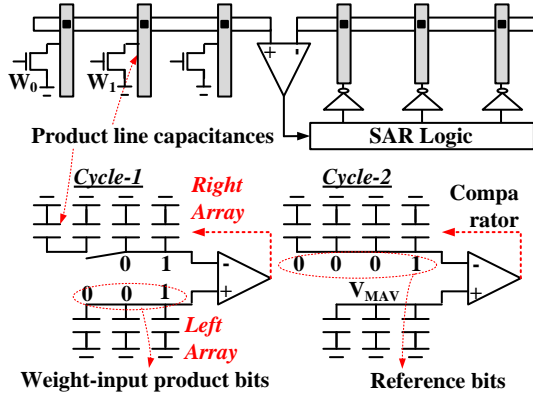 W0 W1
Product line capacitances
SAR Logic
Cycle-1
Right
Array
Cycle-2
Compa
rator
0 1
-
+
0 0 1
0 0 0 1
-
+
VMAV
Left
Array
Weight-input product bits
Reference bits